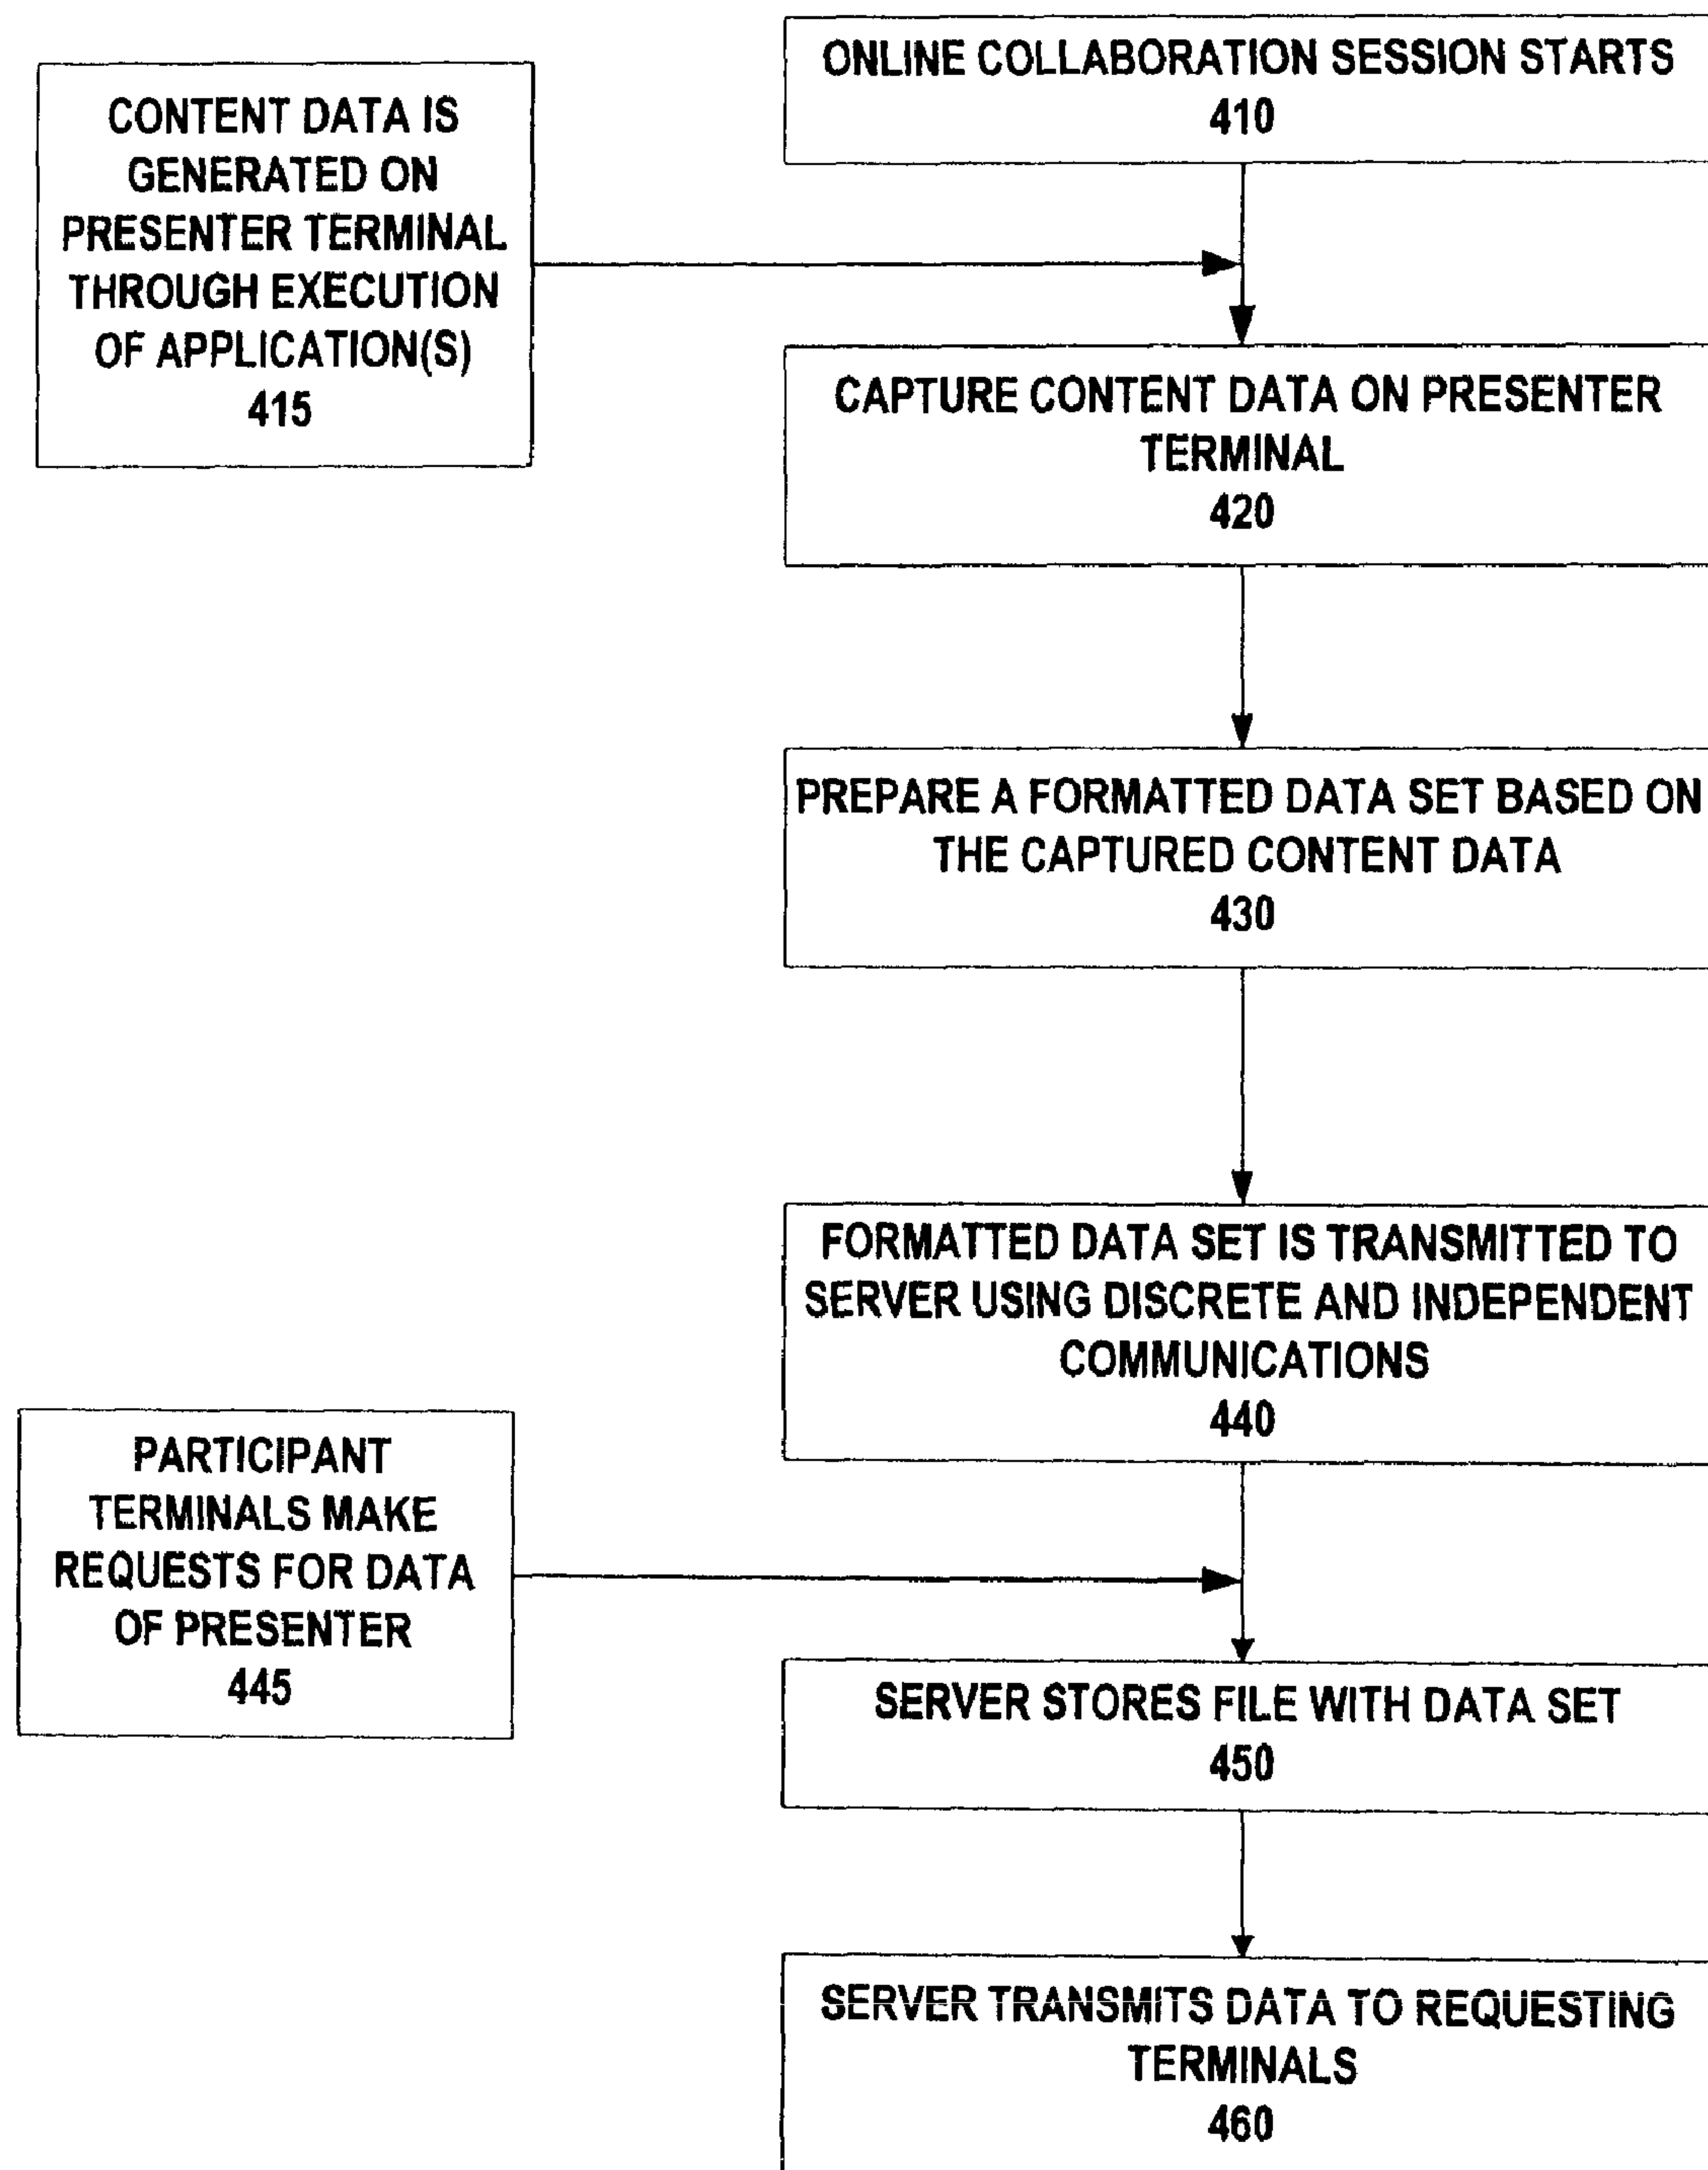 ONLINE COLLABORATION SESSION STARTS
410
CONTENT DATA IS
GENERATED ON
PRESENTER TERMINAL
THROUGH EXECUTION
OF APPLICATION(S)
415
CAPTURE CONTENT DATA ON PRESENTER
TERMINAL
420
PREPARE A FORMATTED DATA SET BASED ON
THE CAPTURED CONTENT DATA
430
FORMATTED DATA SET IS TRANSMITTED TO
SERVER USING DISCRETE AND INDEPENDENT
COMMUNICATIONS
440
PARTICIPANT
TERMINALS MAKE
REQUESTS FOR DATA
OF PRESENTER
445
SERVER STORES FILE WITH DATA SET
450
SERVER TRANSMITS DATA TO REQUESTING
TERMINALS
460